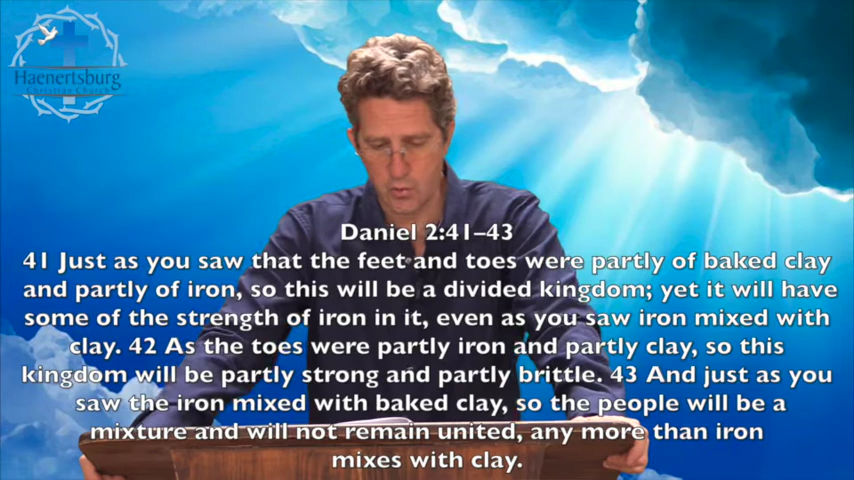 Haenertsburg
Christian Church
Daniel 2:41–43
41 Just as you saw that the feet and toes were partly of baked clay
and partly of iron, so this will be a divided kingdom; yet it will have
some of the strength of iron in it, even as you saw iron mixed with
clay. 42 As the toes were partly iron and partly clay, so this
kingdom will be partly strong and partly brittle. 43 And just as you
saw the iron mixed with baked clay, so the people will be a
mixture and will not remain united, any more than iron
mixes with clay.